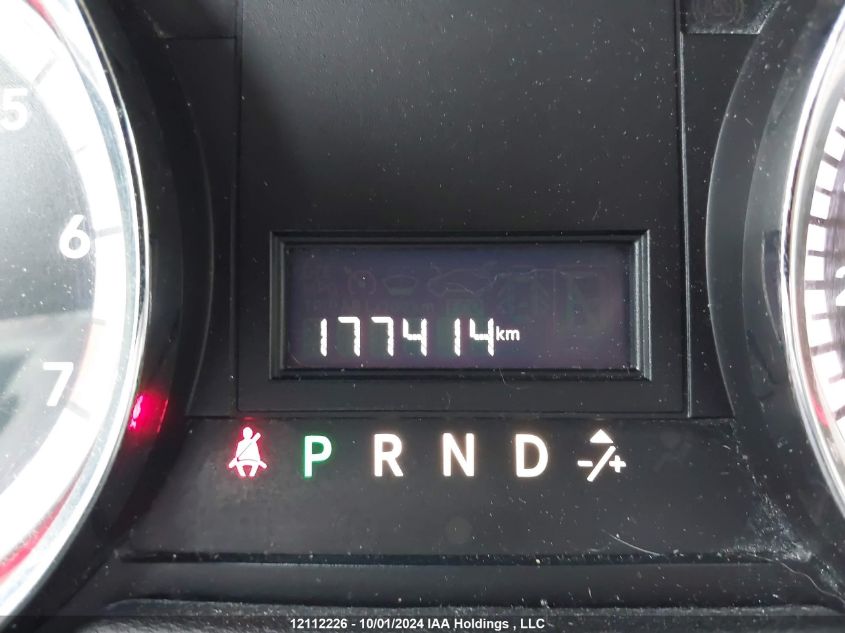 5
6
7
177414km
P R N D -/+
12112226 - 10/01/2024 IAA Holdings , LLC